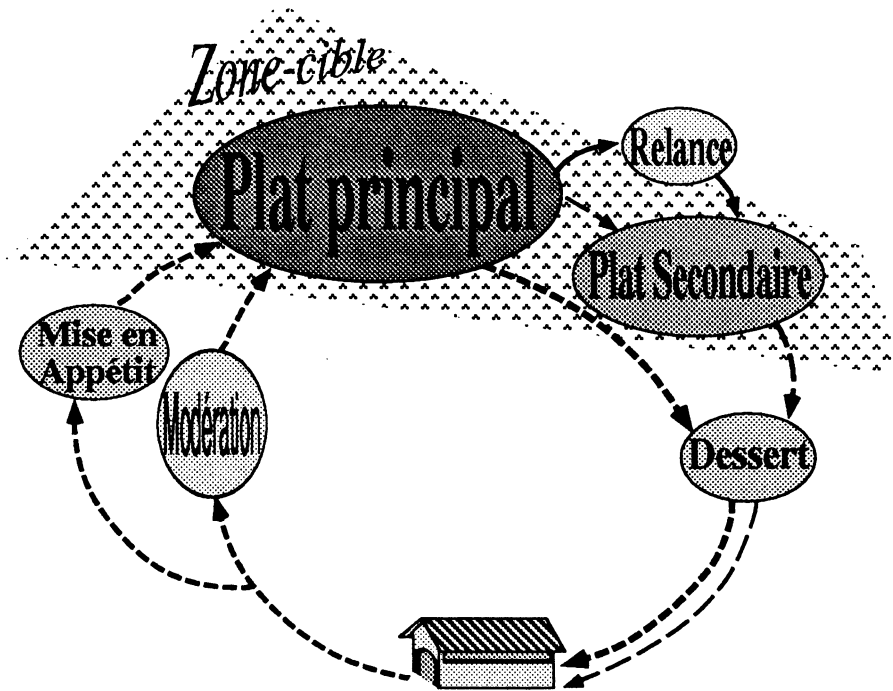 Zone-cible
Relance
Plat principal
Plat Secondaire
Mise en
Appétit
Modération
Dessert